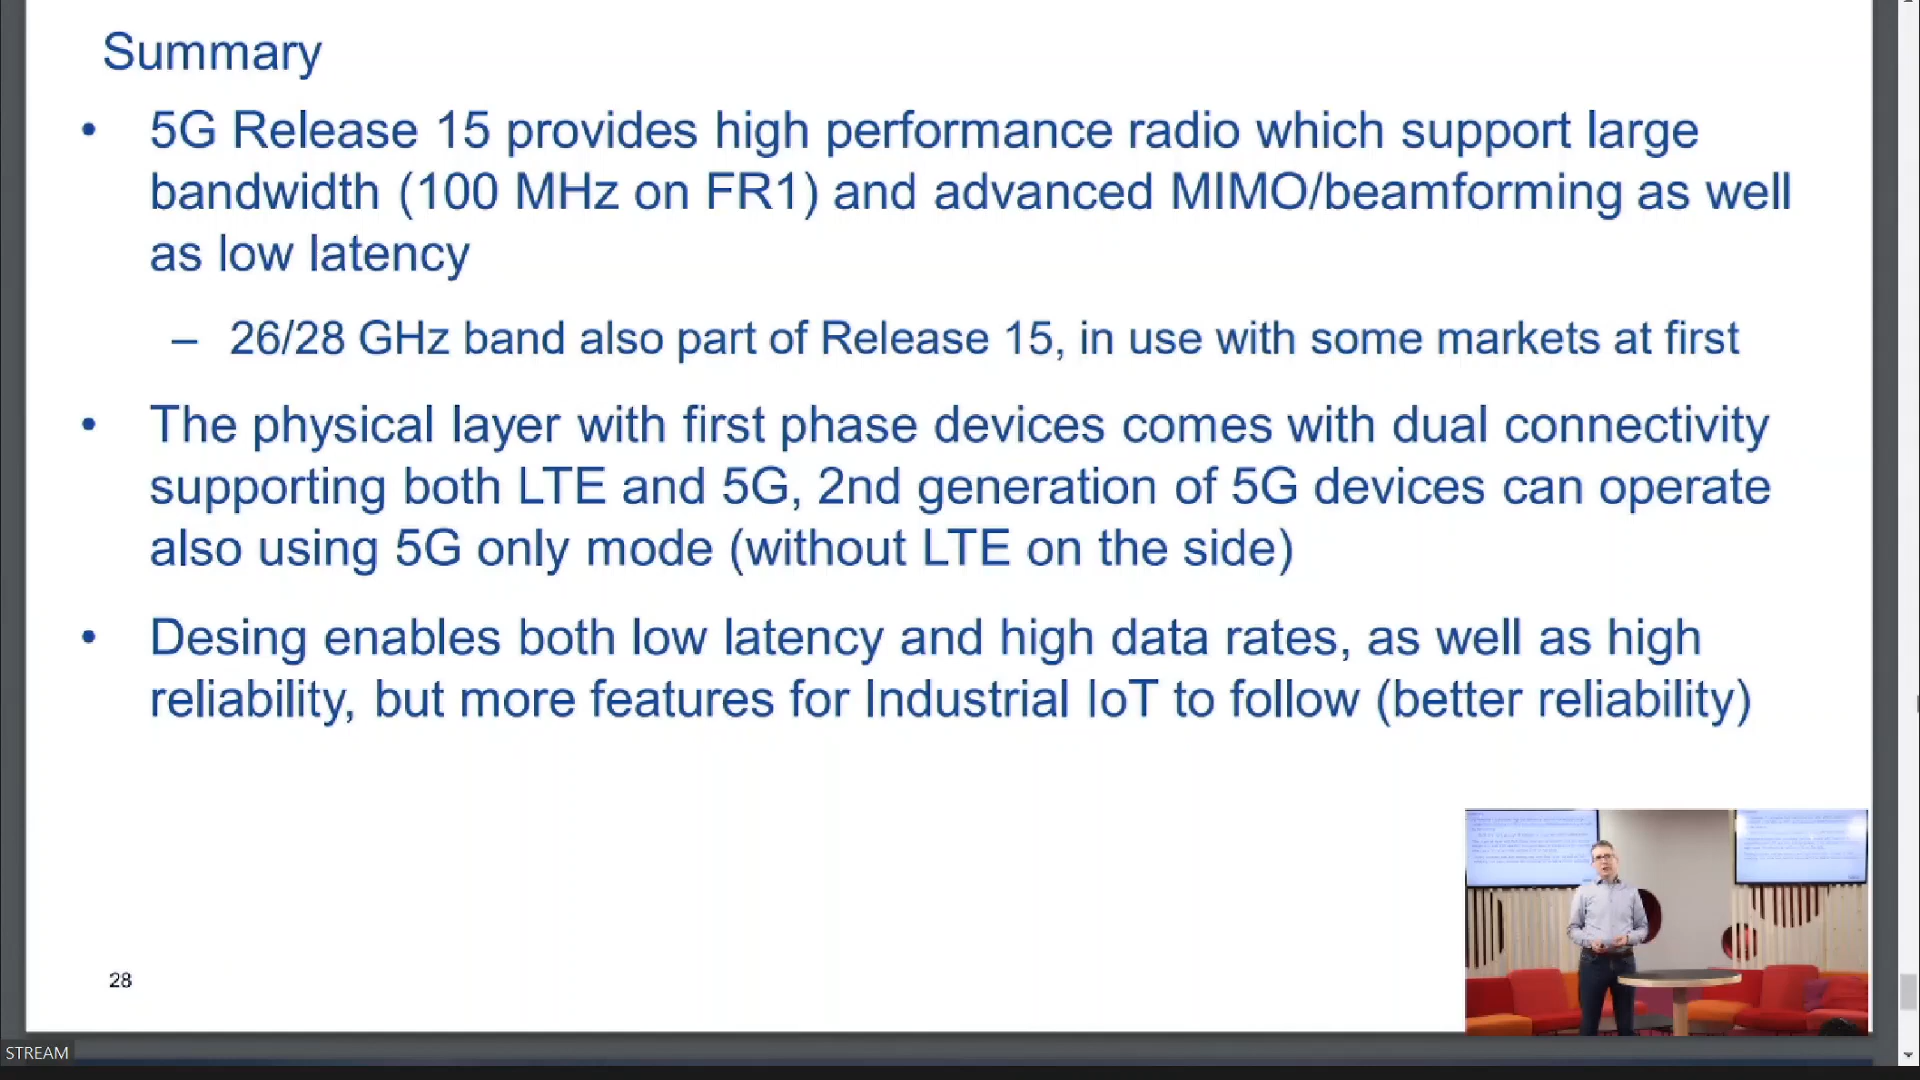 Summary
• 5G Release 15 provides high performance radio which support large
bandwidth (100 MHz on FR1) and advanced MIMO/beamforming as well
as low latency
– 26/28 GHz band also part of Release 15, in use with some markets at first
• The physical layer with first phase devices comes with dual connectivity
supporting both LTE and 5G, 2nd generation of 5G devices can operate
also using 5G only mode (without LTE on the side)
• Desing enables both low latency and high data rates, as well as high
reliability, but more features for Industrial IoT to follow (better reliability)
28
STREAM